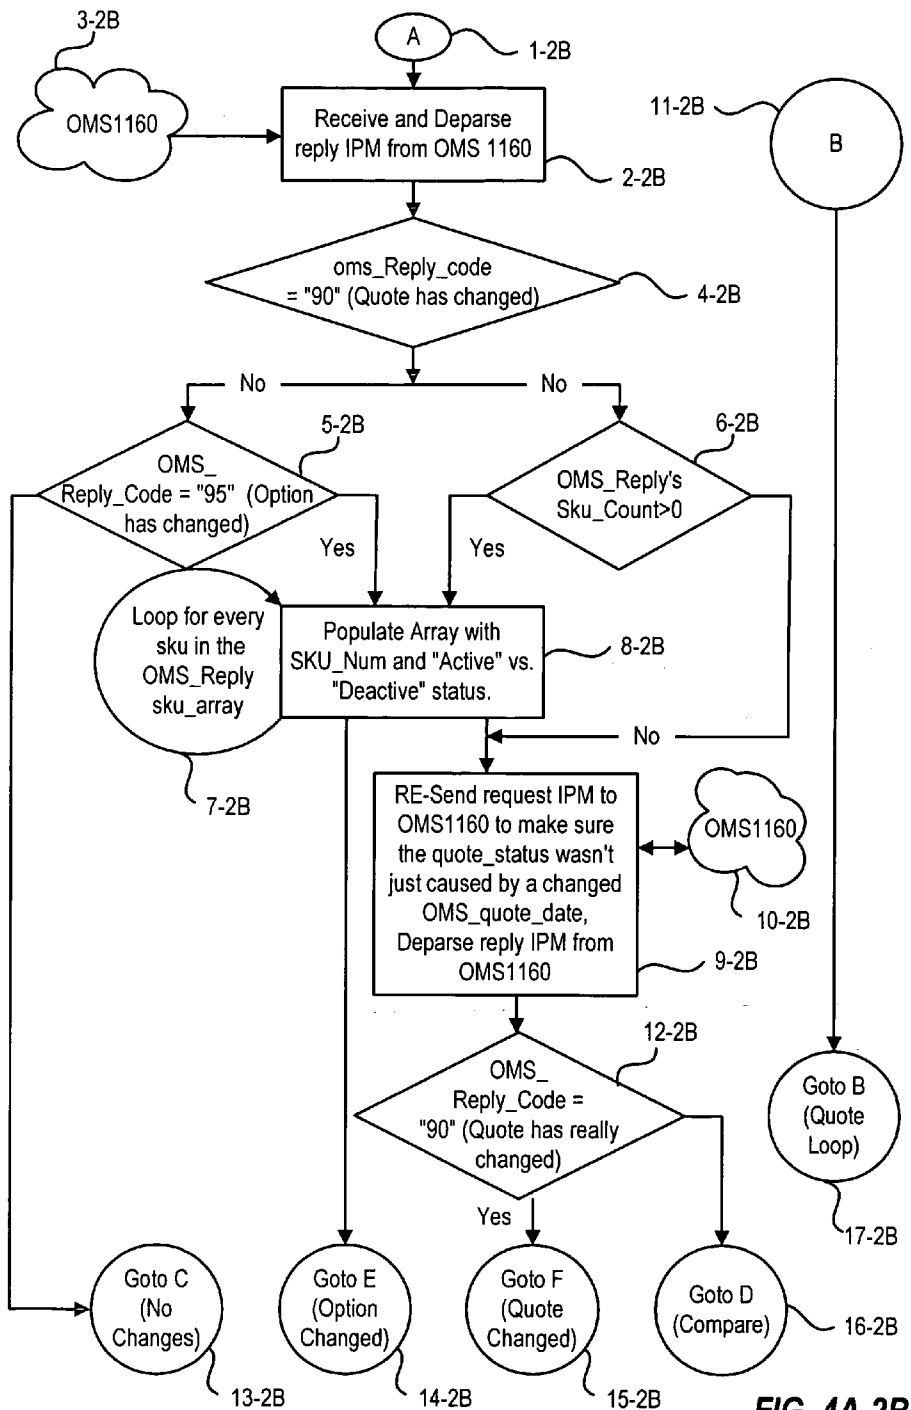 3-2B
A
1-2B
OMS1160
Receive and Deparse
reply IPM from OMS 1160
2-2B
11-2B
B
oms_Reply_code
= "90" (Quote has changed)
4-2B
No
No
5-2B
OMS_
Reply_Code = "95" (Option
has changed)
6-2B
OMS_Reply's
Sku_Count>0
Yes
Yes
Loop for every
sku in the
OMS_Reply
sku_array
7-2B
Populate Array with
SKU_Num and "Active" vs.
"Deactive" status.
8-2B
No
RE-Send request IPM to
OMS1160 to make sure
the quote_status wasn't
just caused by a changed
OMS_quote_date,
Deparse reply IPM from
OMS1160
9-2B
OMS1160
10-2B
12-2B
OMS_
Reply_Code =
"90" (Quote has really
changed)
Yes
Goto B
(Quote
Loop)
17-2B
Goto C
(No
Changes)
13-2B
Goto E
(Option
Changed)
14-2B
Goto F
(Quote
Changed)
15-2B
Goto D
(Compare)
16-2B
FIG. 4A-2B